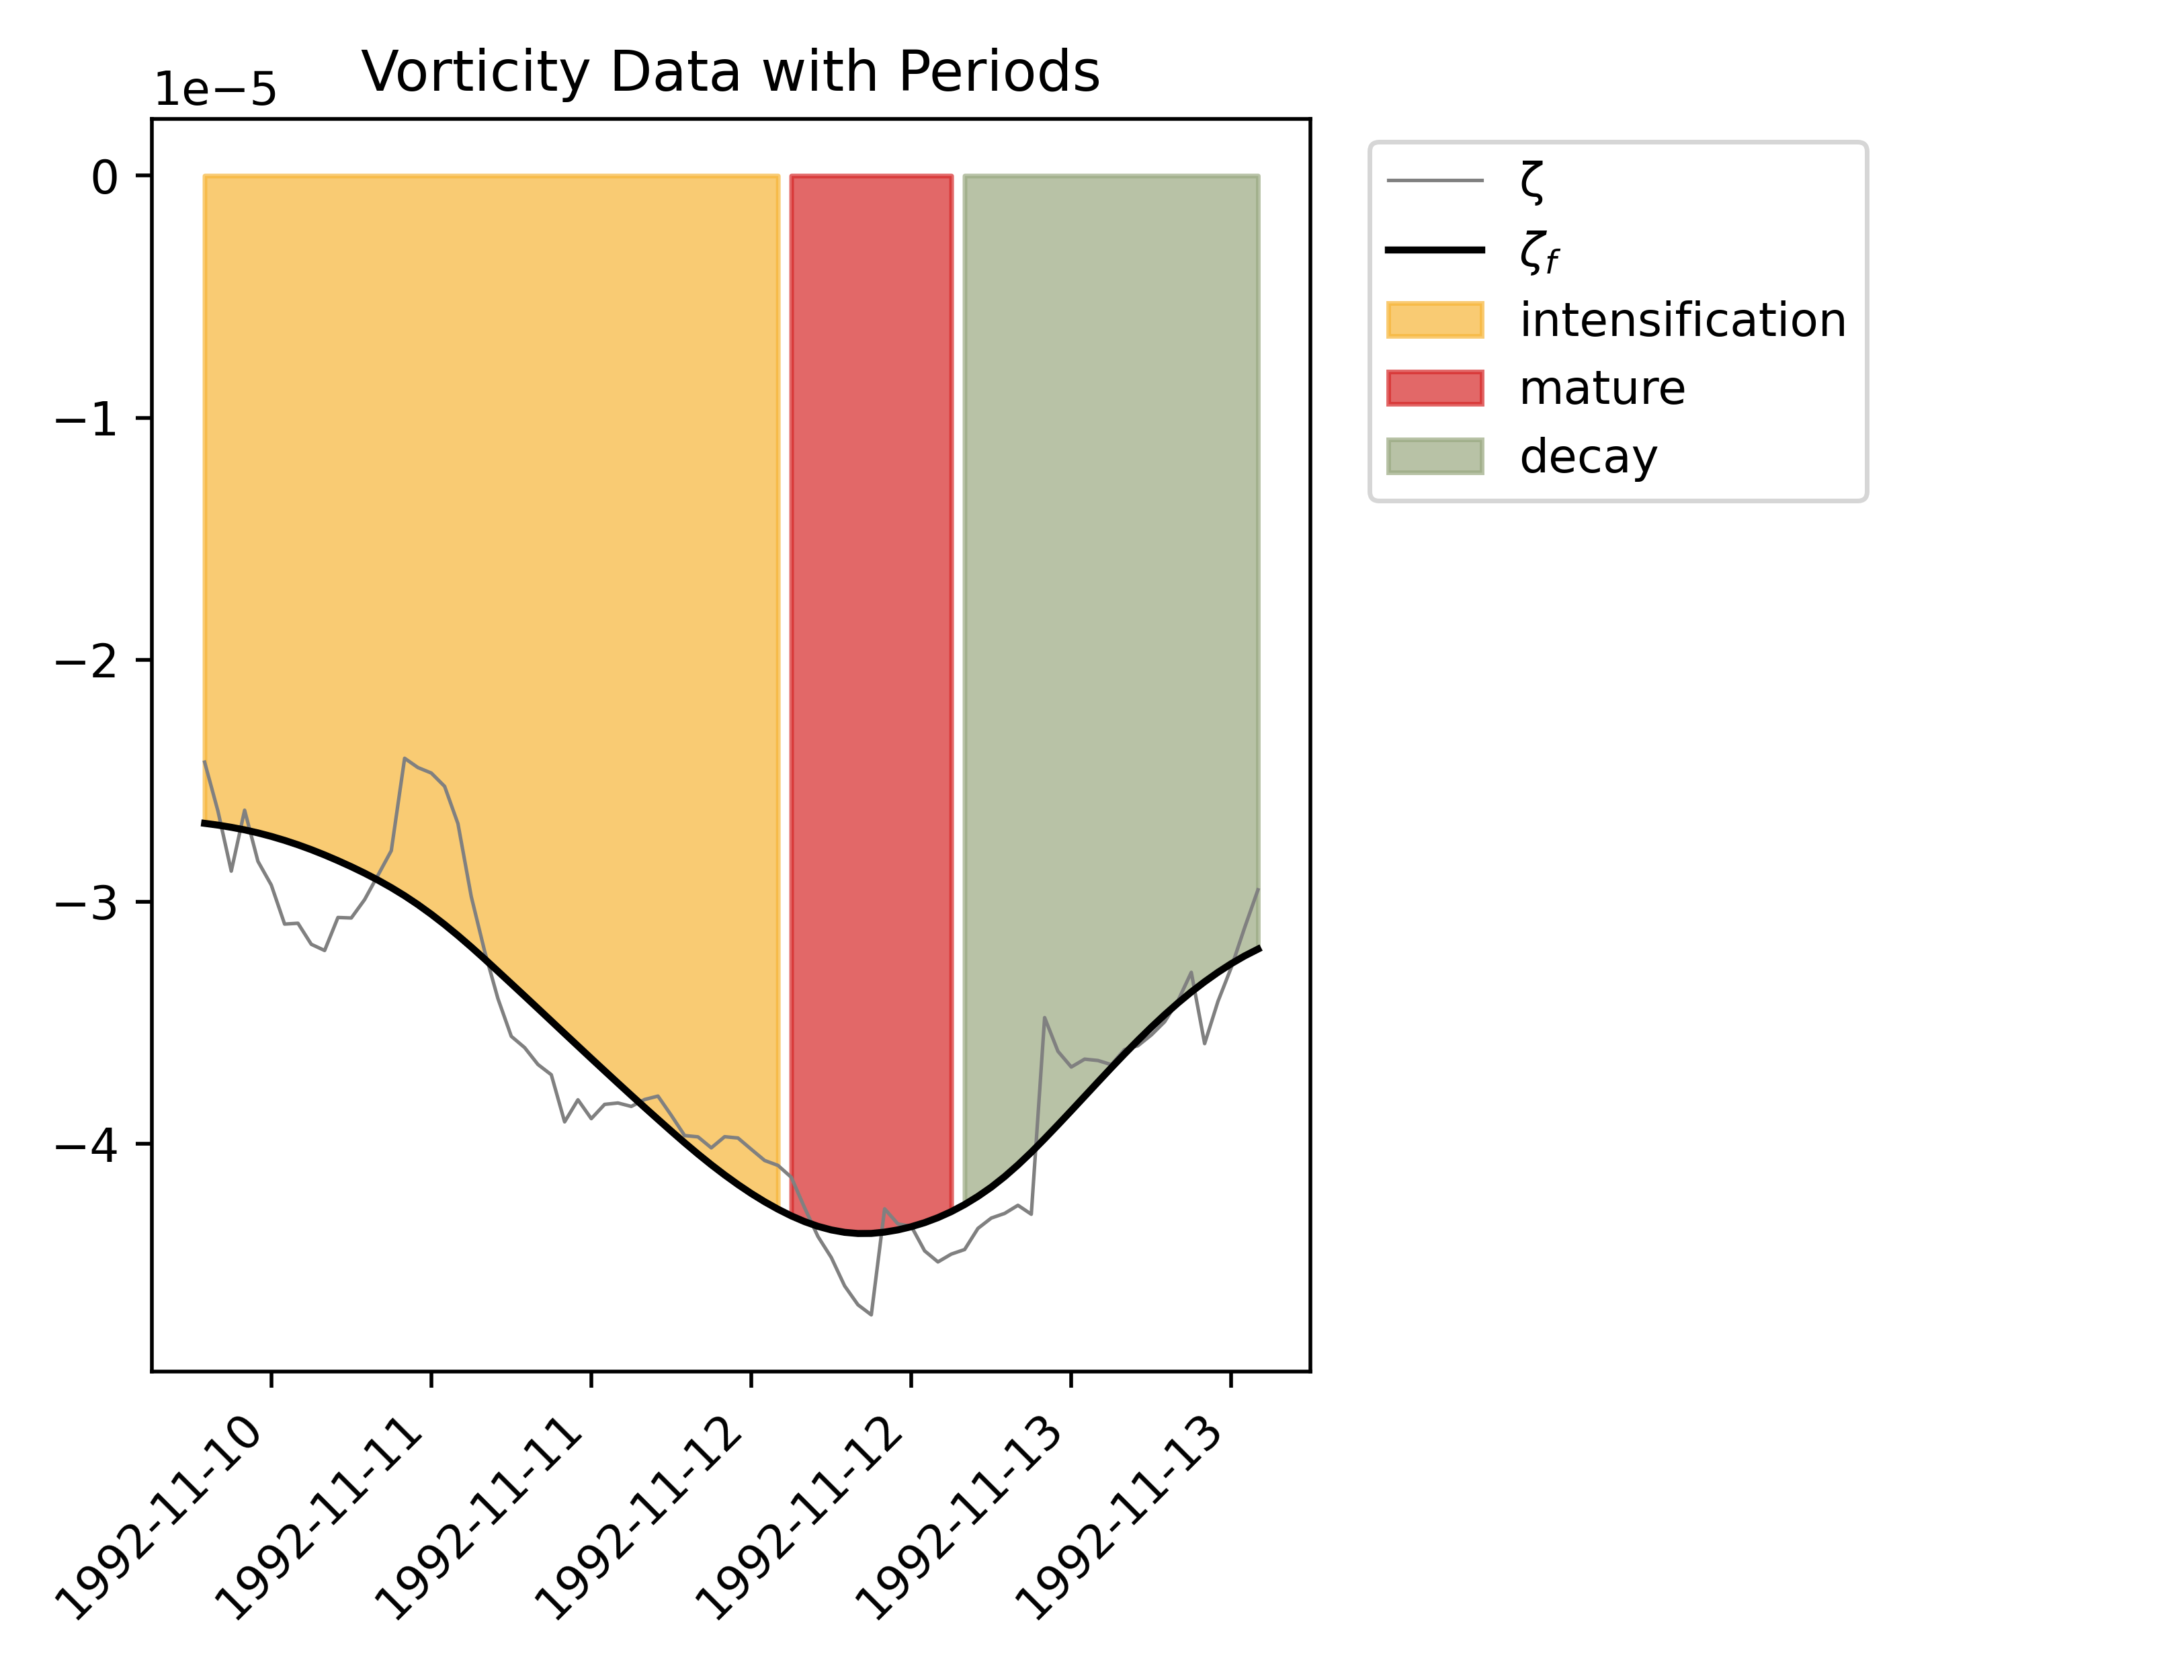 Vorticity Data with Periods
1e−5
0
−1
−2
−3
−4
1992-11-10
1992-11-11
1992-11-11
1992-11-12
1992-11-12
1992-11-13
1992-11-13
ζ
ζf
intensification
mature
decay